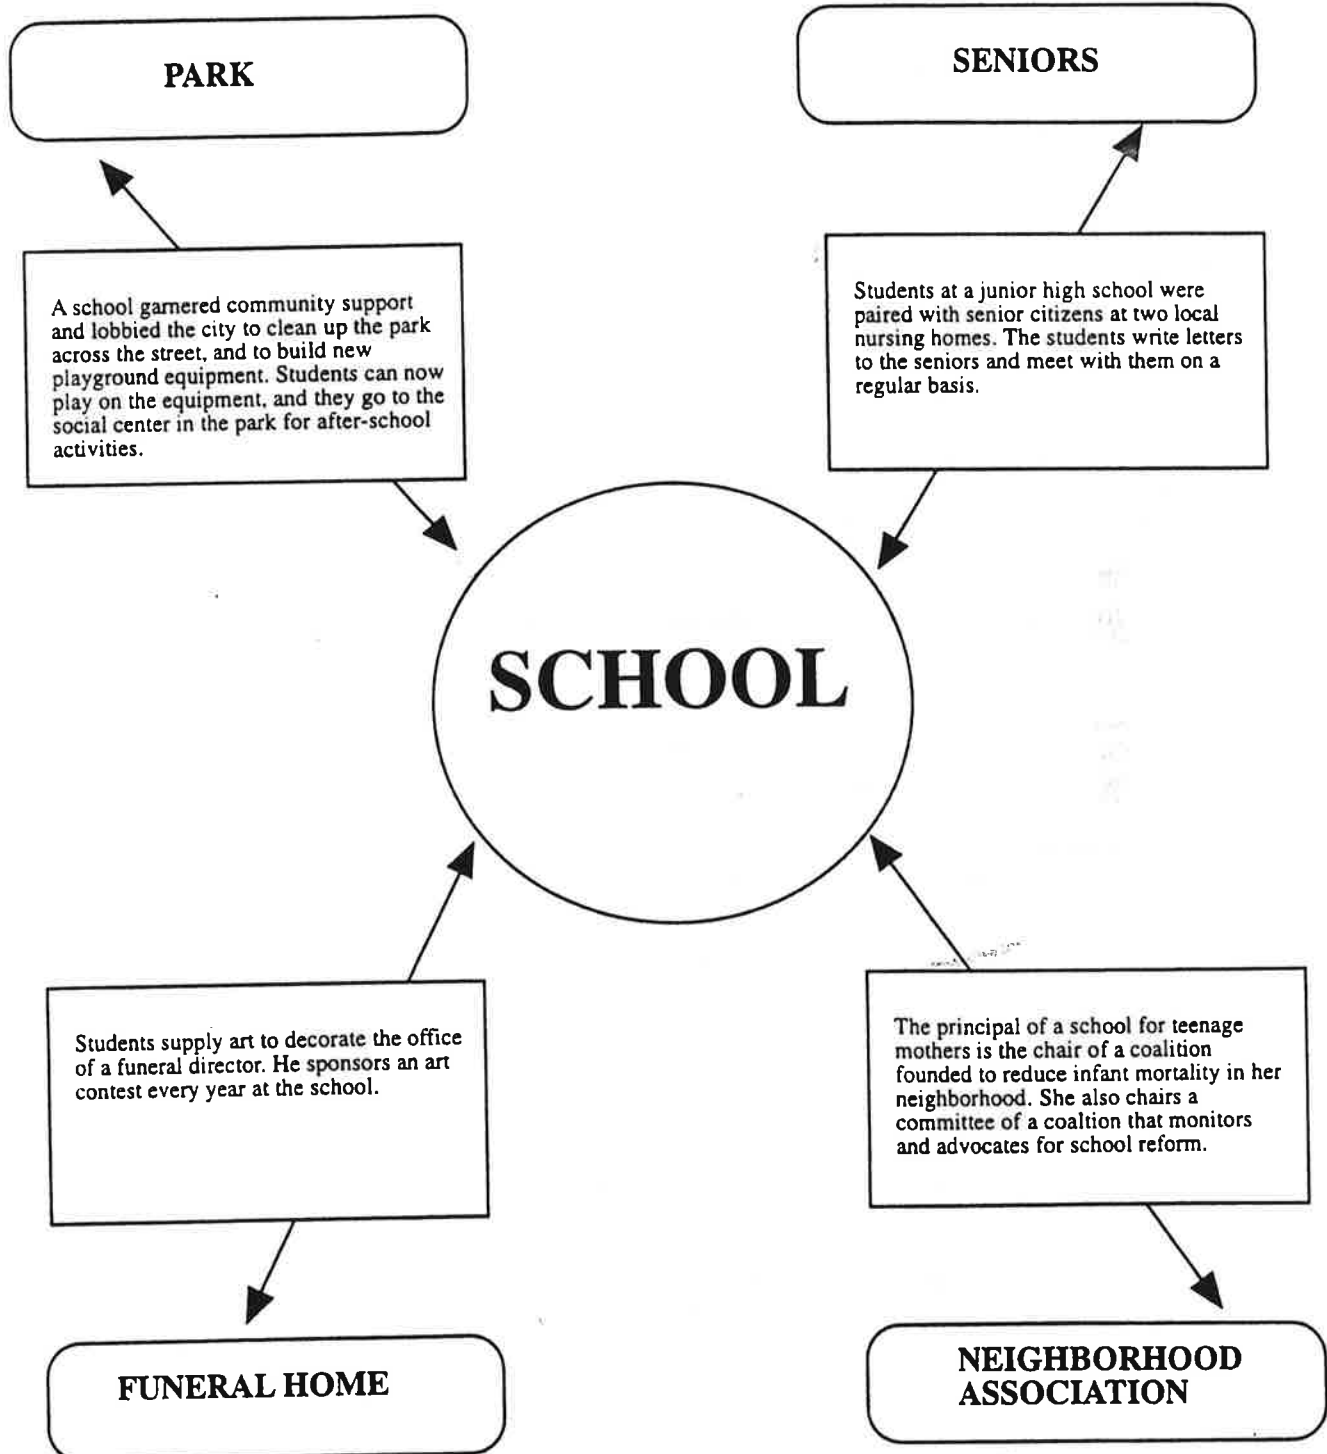 PARK
SENIORS
A school garnered community support
and lobbied the city to clean up the park
across the street, and to build new
playground equipment. Students can now
play on the equipment, and they go to the
social center in the park for after-school
activities.
Students at a junior high school were
paired with senior citizens at two local
nursing homes. The students write letters
to the seniors and meet with them on a
regular basis.
SCHOOL
Students supply art to decorate the office
of a funeral director. He sponsors an art
contest every year at the school.
The principal of a school for teenage
mothers is the chair of a coalition
founded to reduce infant mortality in her
neighborhood. She also chairs a
committee of a coaltion that monitors
and advocates for school reform.
FUNERAL HOME
NEIGHBORHOOD
ASSOCIATION